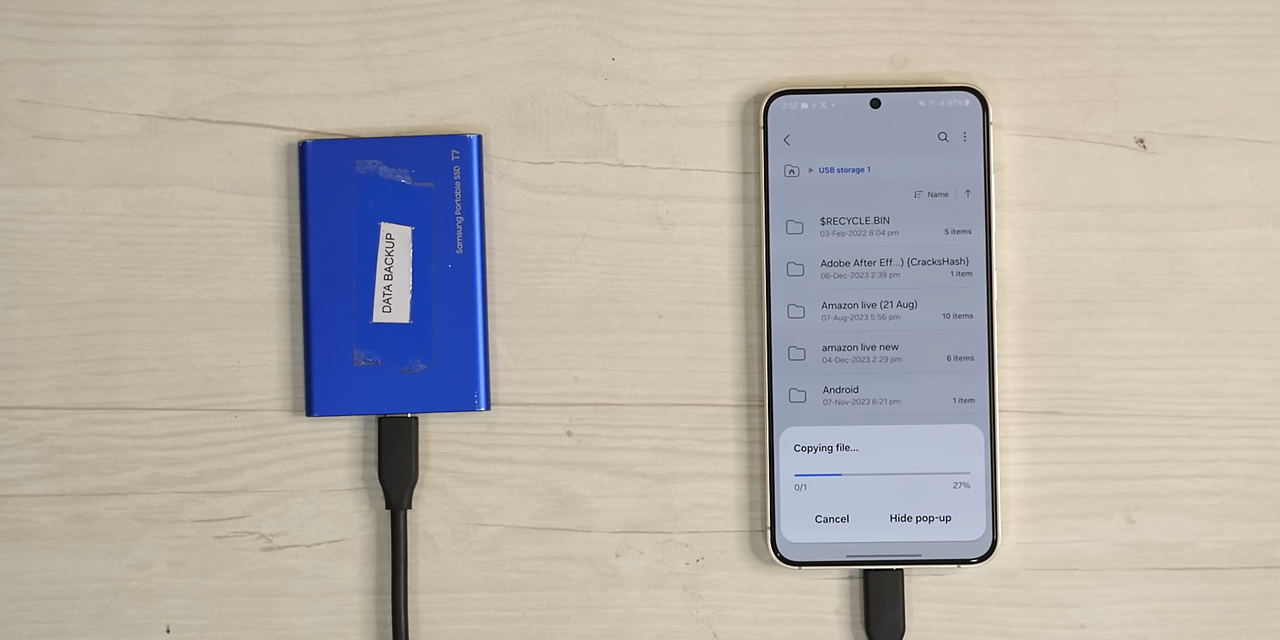 Samsung Portable SSD T7
DATA BACKUP
2:52
97%
USB storage 1
Name
$RECYCLE.BIN
03-Feb-2022 8:04 pm
5 items
Adobe After Eff...) {CracksHash}
06-Dec-2023 2:39 pm
1 item
Amazon live (21 Aug)
07-Aug-2023 5:56 pm
10 items
amazon live new
04-Dec-2023 2:29 pm
6 items
Android
07-Nov-2023 6:21 pm
1 item
Copying file...
0/1
27%
Cancel
Hide pop-up